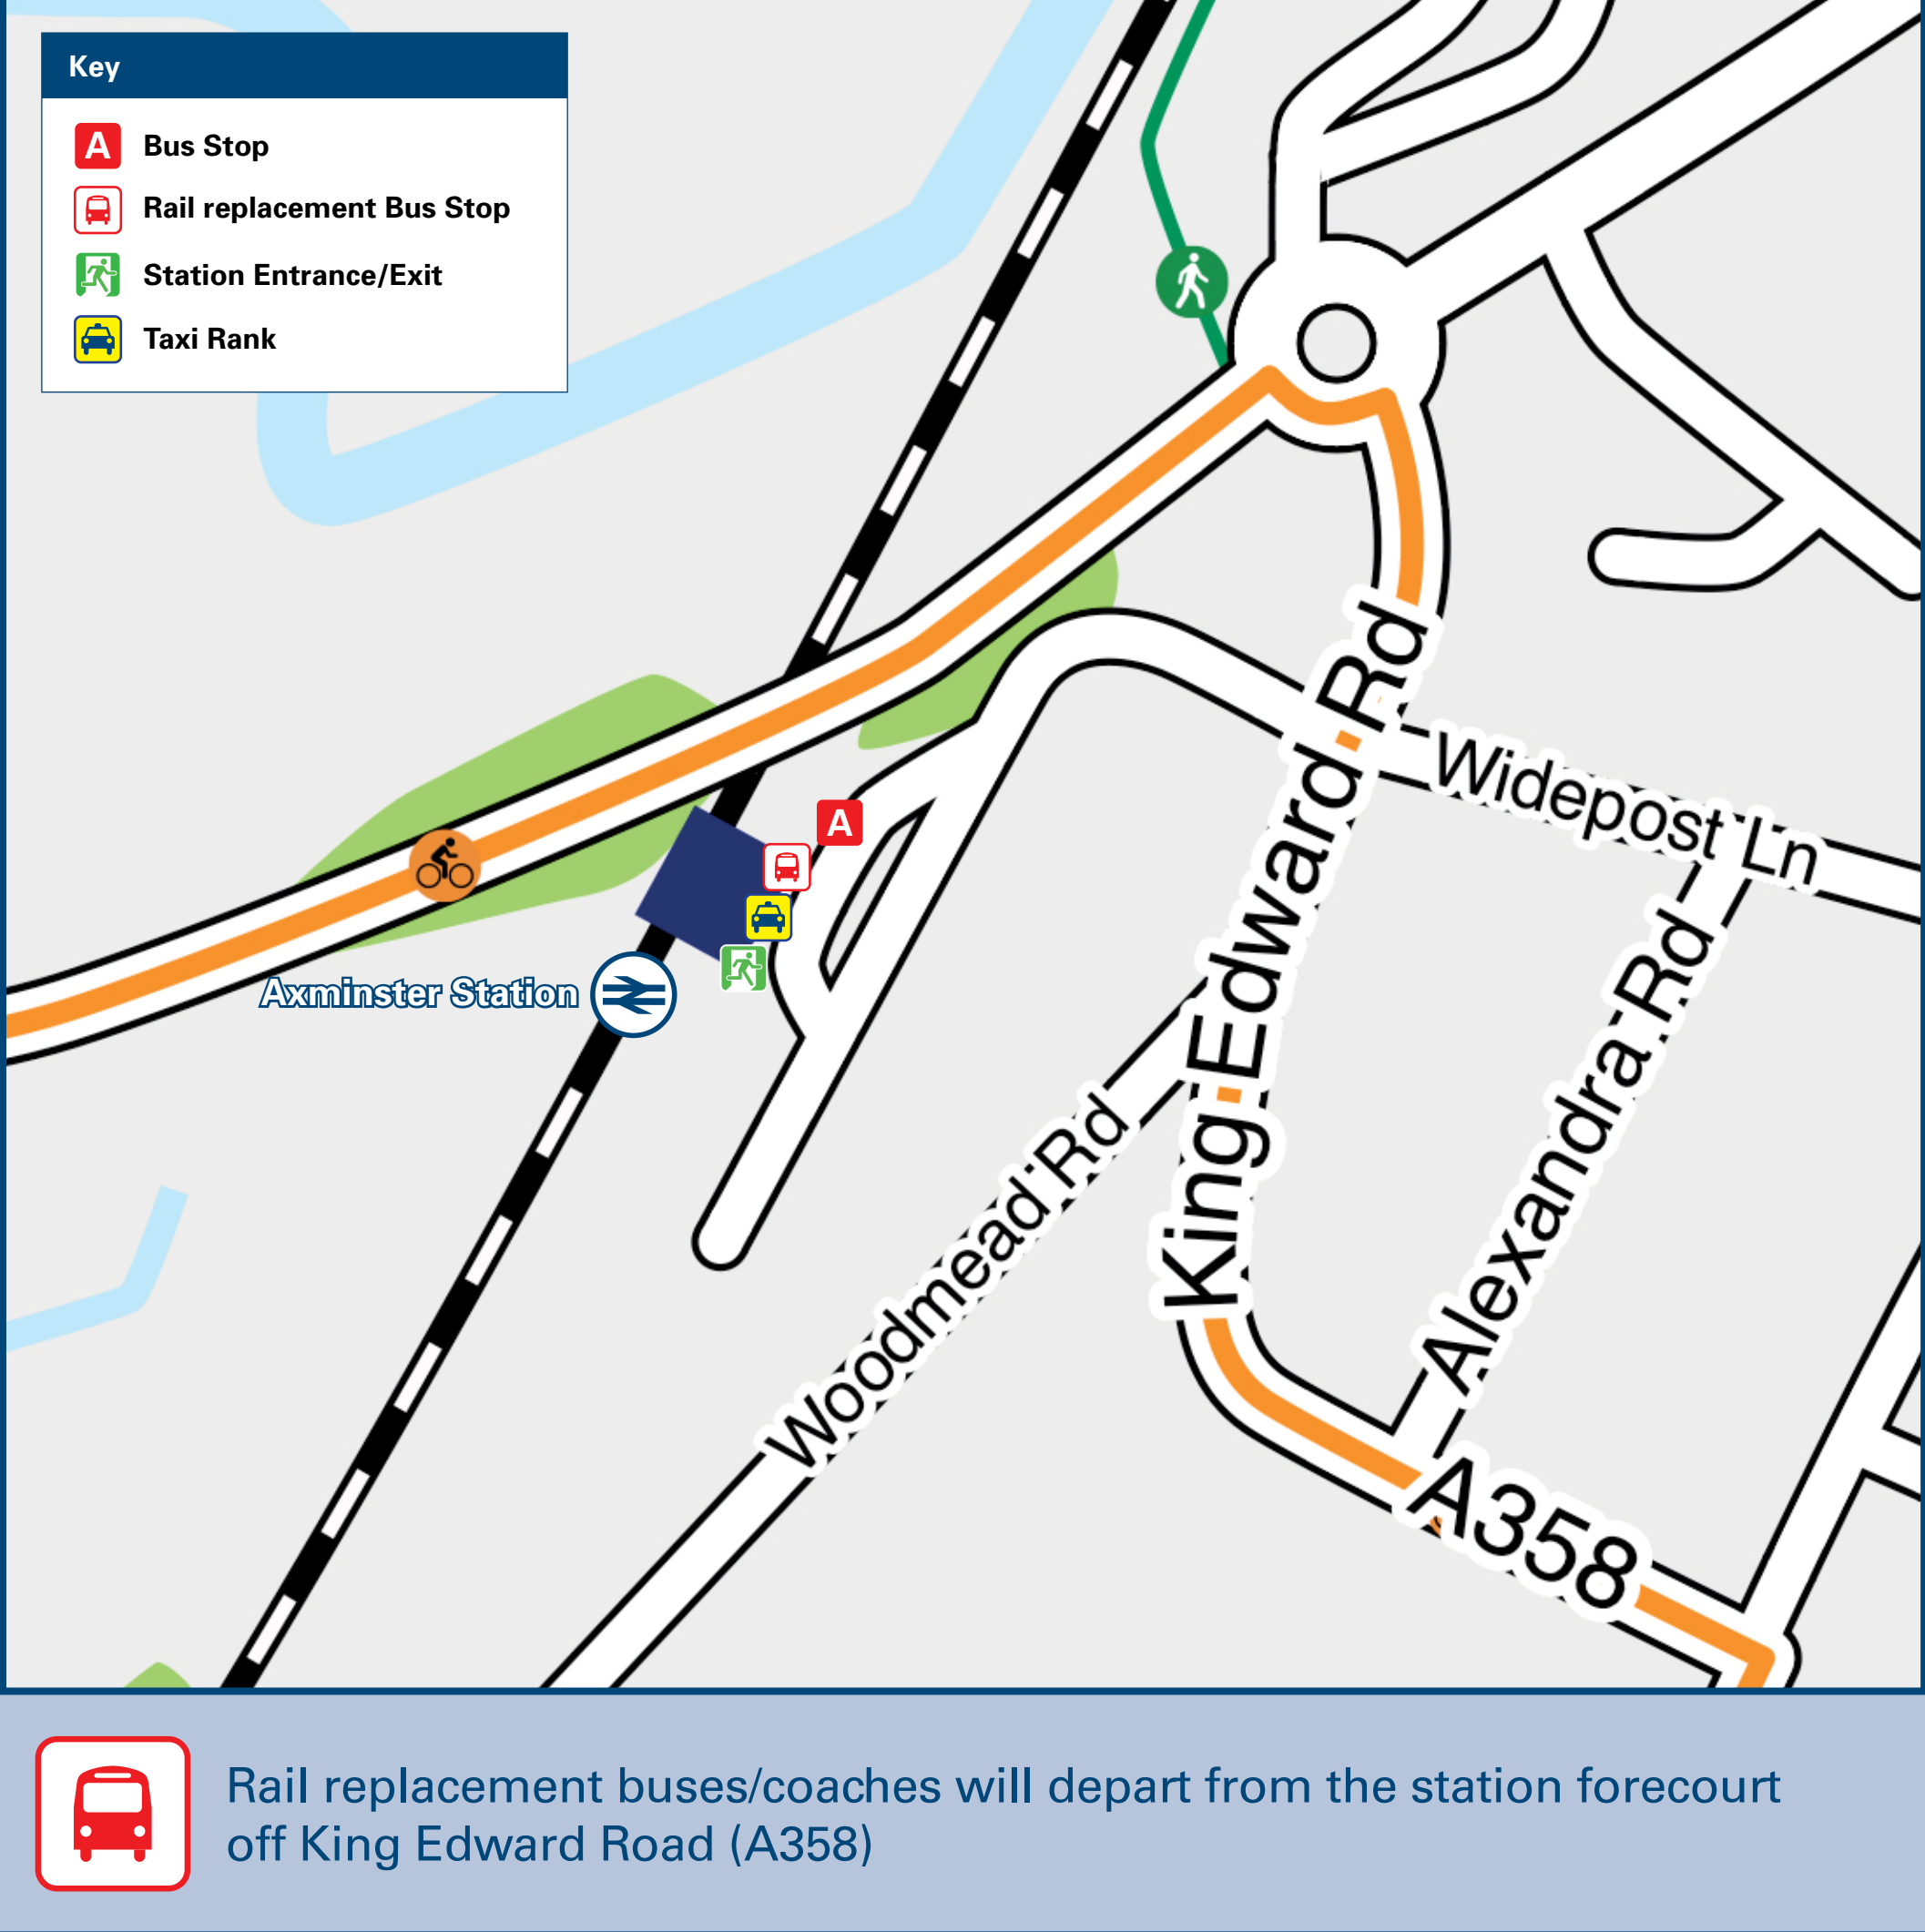 Key
A Bus Stop
Rail replacement Bus Stop
Station Entrance/Exit
Taxi Rank
King Edward Rd
Widepost Ln
A
Axminster Station
Alexandra Rd
Woodmead Rd
A358
Rail replacement buses/coaches will depart from the station forecourt
off King Edward Road (A358)